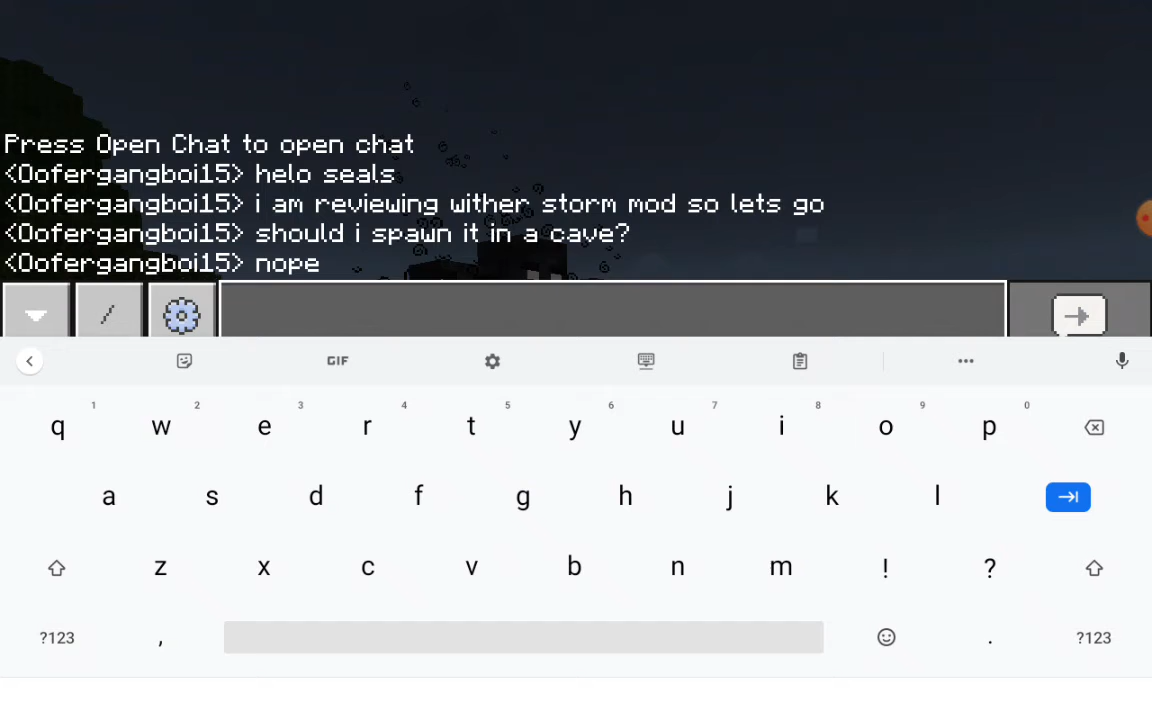 Press Open Chat to open chat
<Oofergangboi15> helo seals
<Oofergangboi15> i am reviewing wither storm mod so lets go
<Oofergangboi15> should i spawn it in a cave?
<Oofergangboi15> nope
/
GIF
1 2 3 4 5 6 7 8 9 0
q w e r t y u i o p
a s d f g h j k l
z x c v b n m ! ?
?123 , . ?123